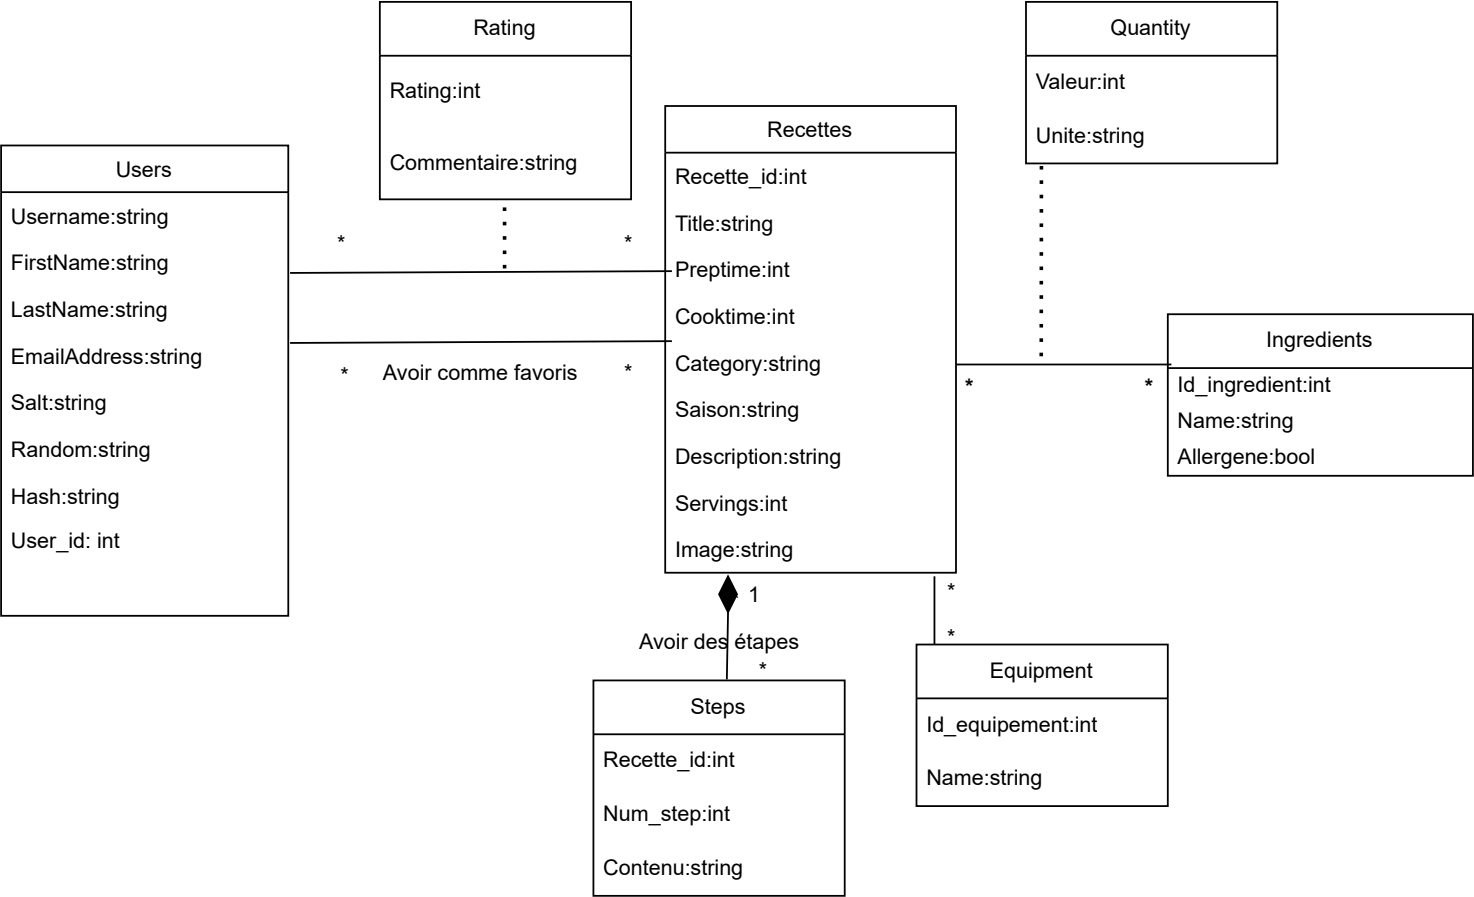 Rating
Rating:int
Commentaire:string
Quantity
Valeur:int
Unite:string
Users
Username:string
FirstName:string
LastName:string
EmailAddress:string
Salt:string
Random:string
Hash:string
User_id: int
* *
* Avoir comme favoris *
Recettes
Recette_id:int
Title:string
Preptime:int
Cooktime:int
Category:string
Saison:string
Description:string
Servings:int
Image:string
* *
Ingredients
Id_ingredient:int
Name:string
Allergene:bool
1
Avoir des étapes
*
Steps
Recette_id:int
Num_step:int
Contenu:string
*
*
Equipment
Id_equipement:int
Name:string